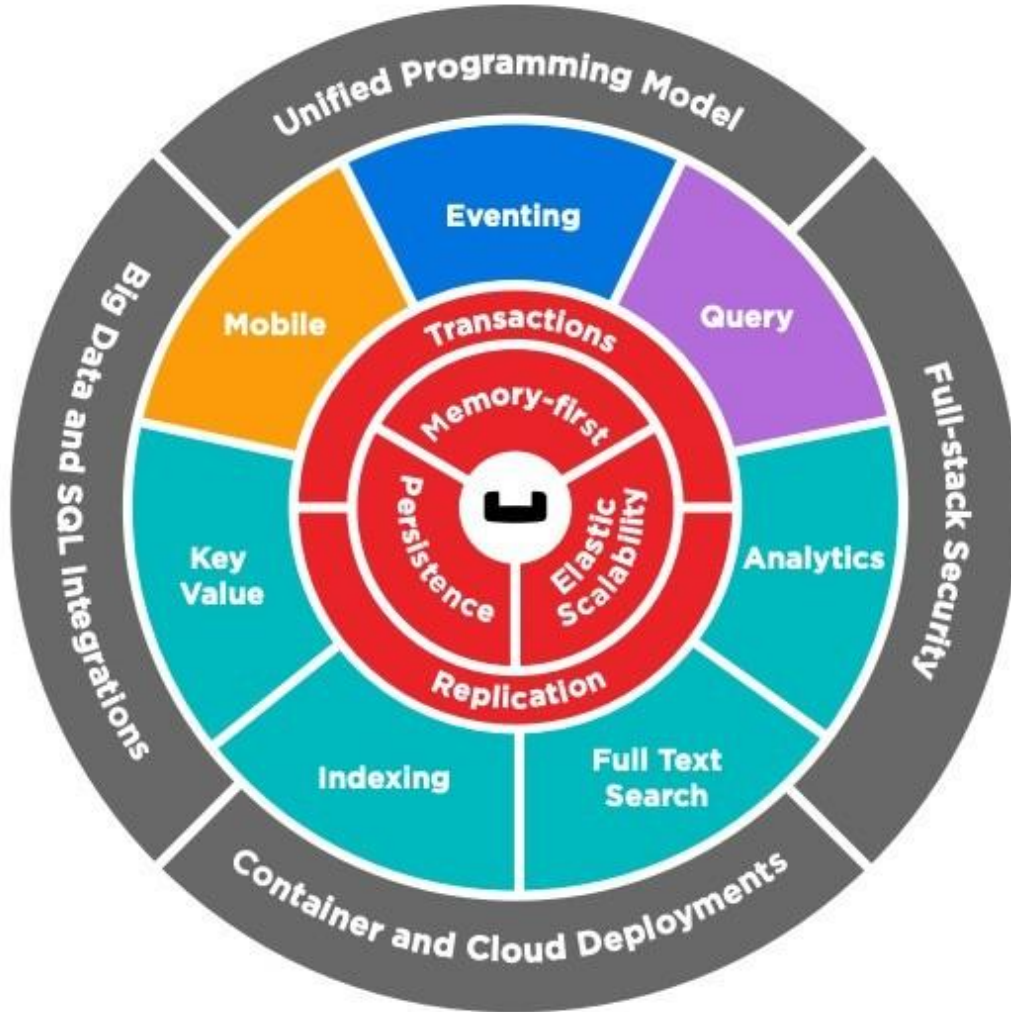 Unified Programming Model
Eventing
Mobile
Query
Transactions
Memory-first
Big Data and SQL Integrations
Full-stack Security
Persistence
Elastic
Scalability
Key
Value
Analytics
Replication
Indexing
Full Text
Search
Container and Cloud Deployments